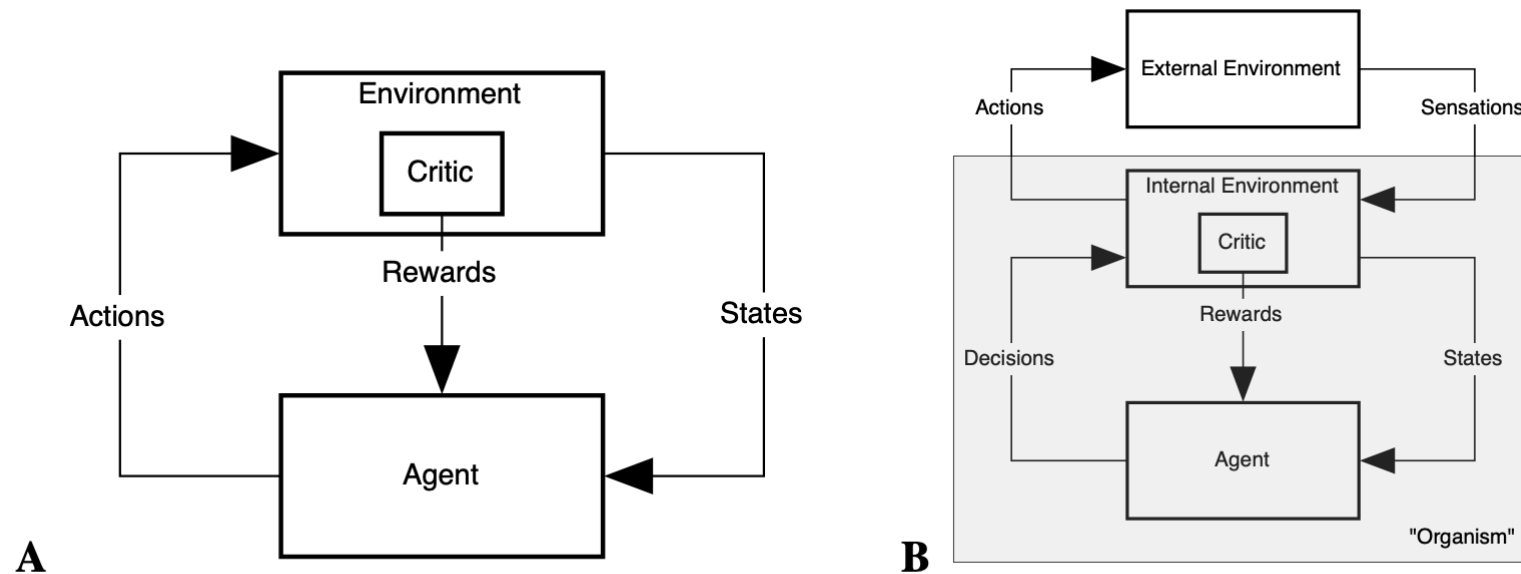 Environment
Critic
Rewards
Actions
States
Agent
A
External Environment
Actions
Sensations
Internal Environment
Critic
Rewards
Decisions
States
Agent
"Organism"
B